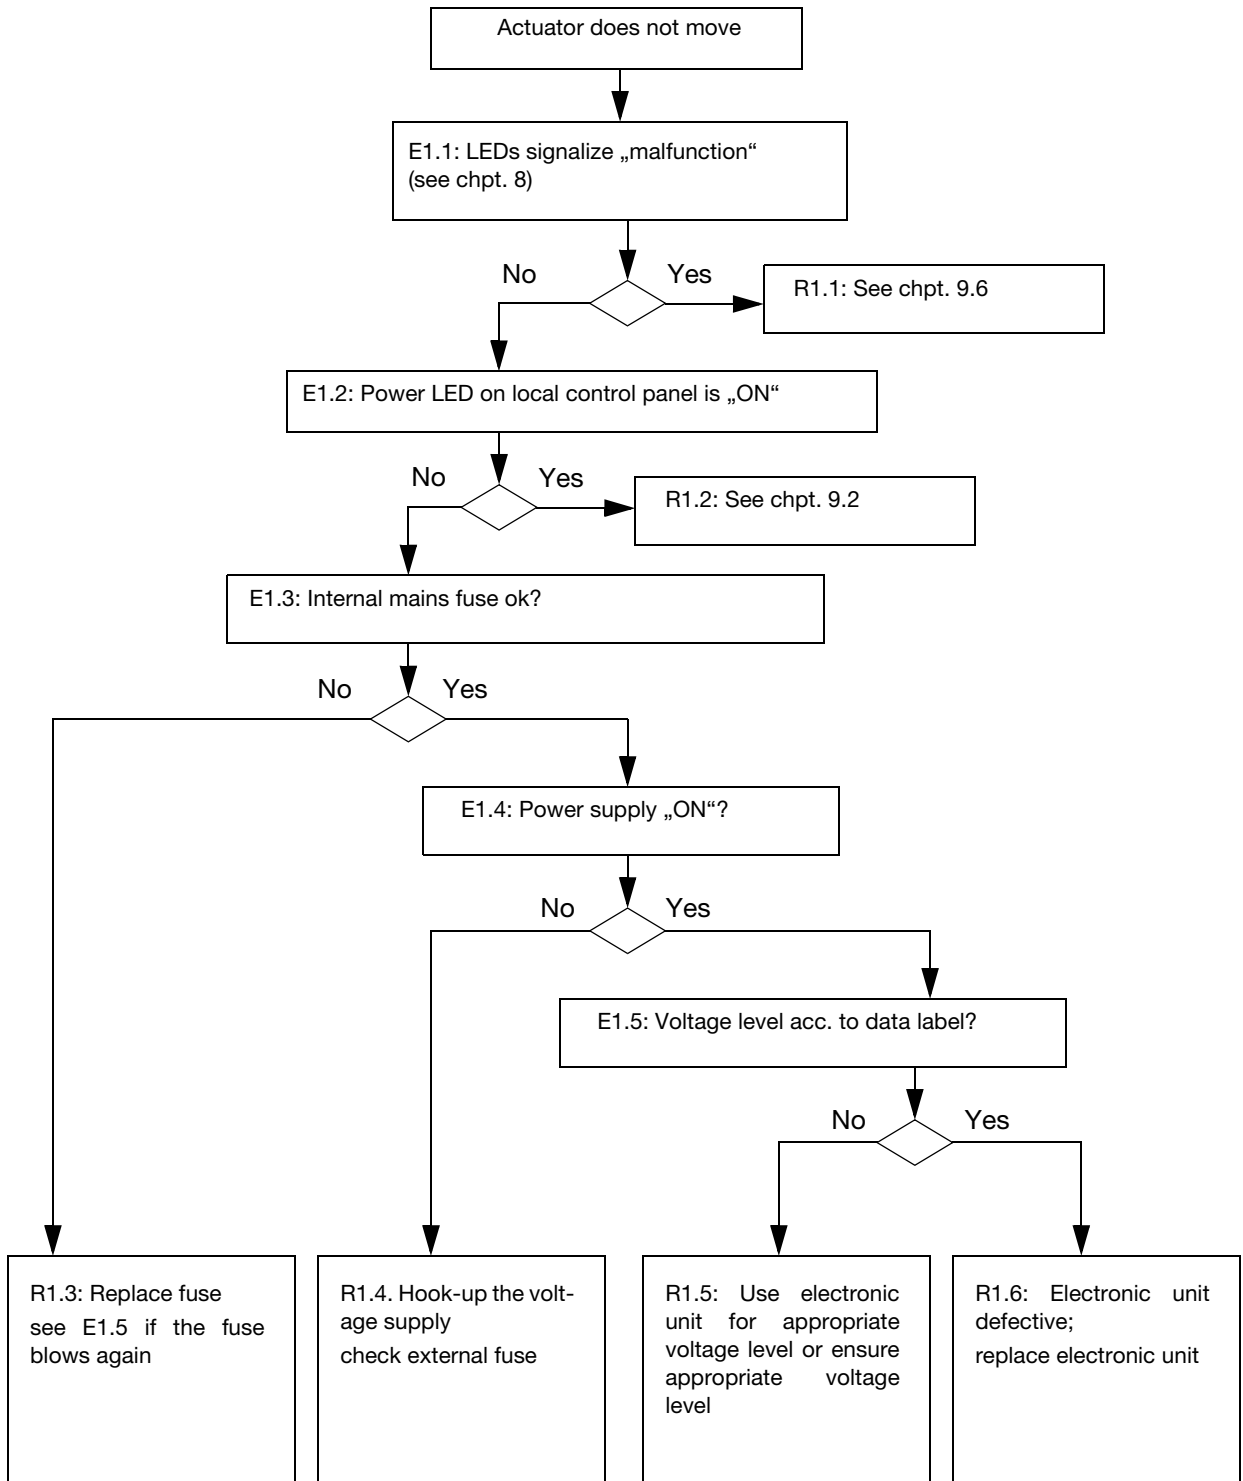 Actuator does not move
E1.1: LEDs signalize „malfunction“
(see chpt. 8)
No
Yes
R1.1: See chpt. 9.6
E1.2: Power LED on local control panel is „ON“
No
Yes
R1.2: See chpt. 9.2
E1.3: Internal mains fuse ok?
No
Yes
E1.4: Power supply „ON“?
No
Yes
E1.5: Voltage level acc. to data label?
No
Yes
R1.3: Replace fuse
see E1.5 if the fuse
blows again
R1.4. Hook-up the volt-
age supply
check external fuse
R1.5: Use electronic
unit for appropriate
voltage level or ensure
appropriate voltage
level
R1.6: Electronic unit
defective;
replace electronic unit